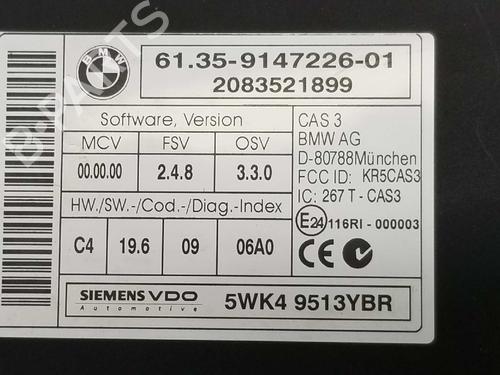 BMW
61.35-9147226-01
2083521899
Software, Version
MCV FSV OSV
00.00.00 2.4.8 3.3.0
HW./SW.-/Cod.-/Diag.-Index
C4 19.6 09 06A0
CAS 3
BMW AG
D-80788München
FCC ID: KR5CAS3
IC: 267 T - CAS3
E24 116RI - 000003
CE
SIEMENS VDO
Automotive
5WK4 9513YBR
B-PARTS